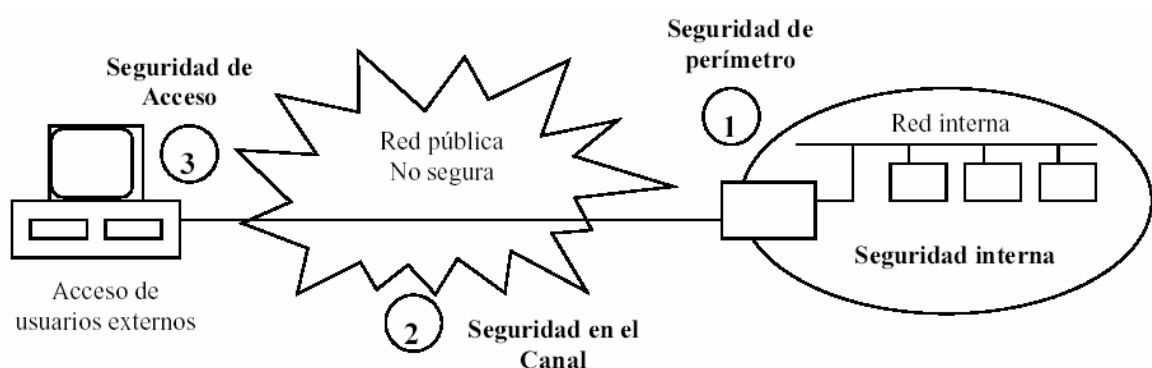 Seguridad de
Acceso
3
Acceso de
usuarios externos
Red pública
No segura
2
Seguridad en el
Canal
Seguridad de
perímetro
1
Red interna
Seguridad interna